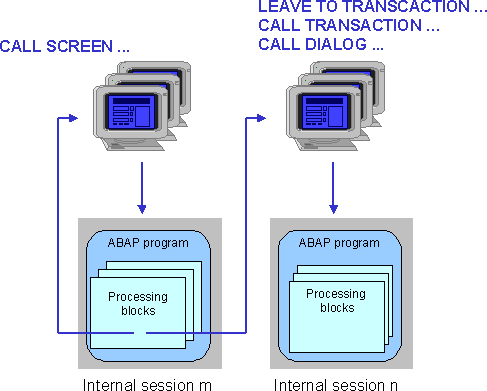 LEAVE TO TRANSCACTION ...
CALL TRANSACTION ...
CALL SCREEN ...
CALL DIALOG ...
ABAP program
Processing
blocks
ABAP program
Processing
blocks
Internal session m
Internal session n